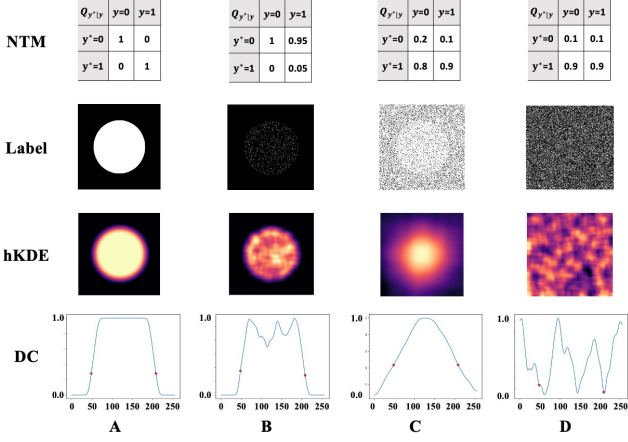 Q_{y*|y} y=0 y=1 Q_{y*|y} y=0 y=1 Q_{y*|y} y=0 y=1 Q_{y*|y} y=0 y=1
NTM y*=0 1 0 y*=0 1 0.95 y*=0 0.2 0.1 y*=0 0.1 0.1
y*=1 0 1 y*=1 0 0.05 y*=1 0.8 0.9 y*=1 0.9 0.9
Label
hKDE
1.0 1.0 1.0 1.0
DC
0.0 0.0 0.0 0.0
0 50 100 150 200 250 0 50 100 150 200 250 0 50 100 150 200 250 0 50 100 150 200 250
A B C D